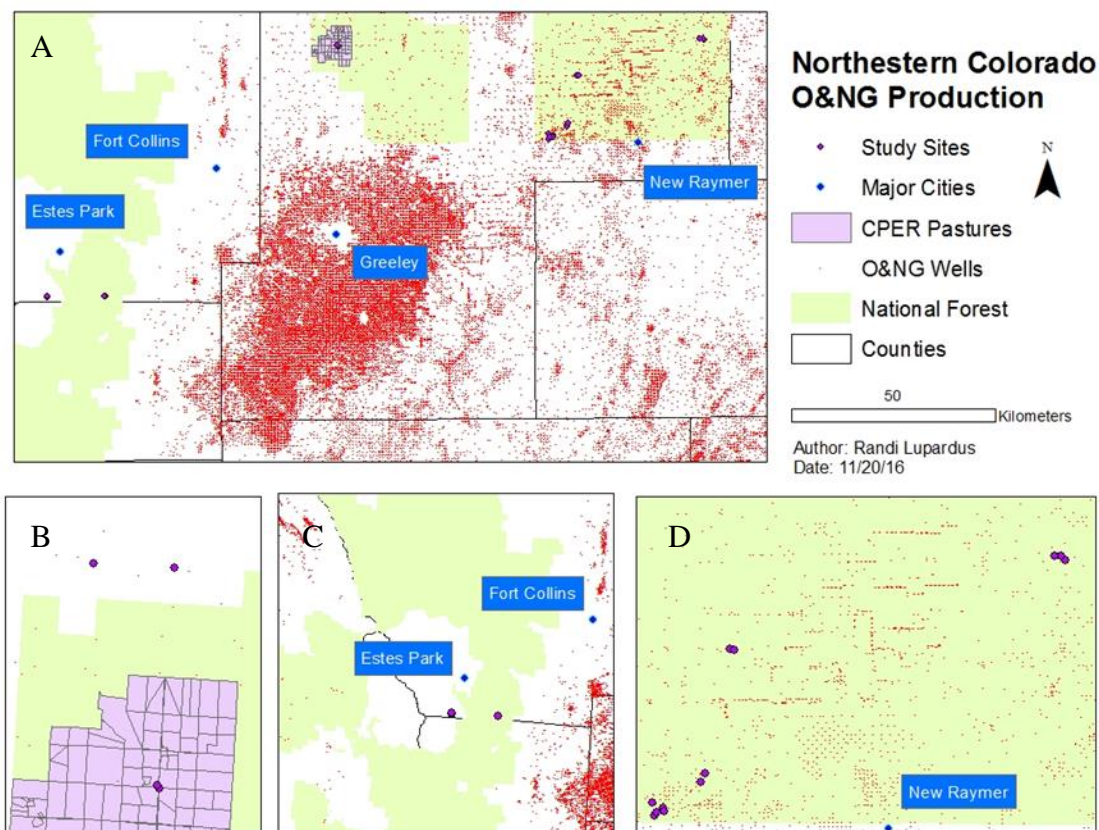 A
Fort Collins
Estes Park
Greeley
New Raymer
Northestern Colorado
O&NG Production
Study Sites
N
Major Cities
CPER Pastures
O&NG Wells
National Forest
Counties
50
Kilometers
Author: Randi Lupardus
Date: 11/20/16
B
C
Fort Collins
Estes Park
D
New Raymer